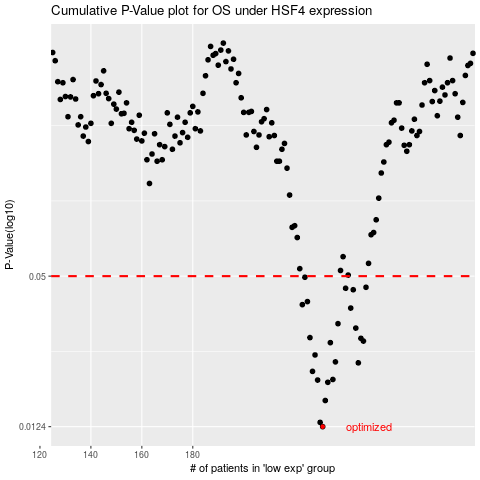 Cumulative P-Value plot for OS under HSF4 expression
P-Value(log10)
0.05
0.0124
optimized
120 140 160 180
# of patients in 'low exp' group